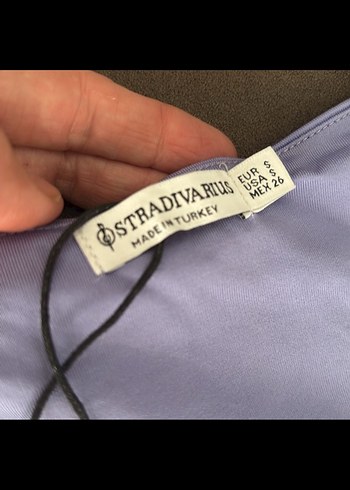 STRADIVARIUS
MADE IN TURKEY
EUR S
USA S
MEX 26